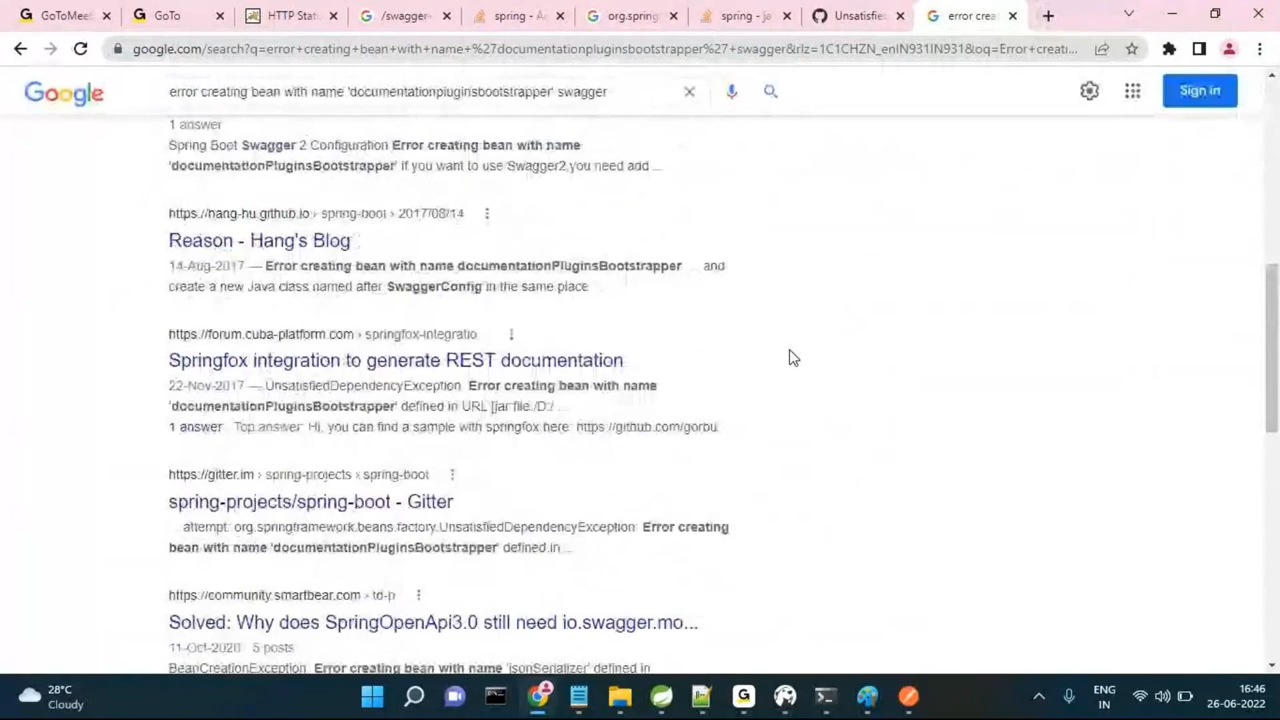 GoToMee
GoTo
HTTP Stat
/swagger-
spring - A
org.spring
spring - ja
Unsatisfie
error crea
google.com/search?q=error+creating+bean+with+name+%27documentationpluginsbootstrapper%27+swagger&rlz=1C1CHZN_enIN931IN931&oq=Error+creati...
Google
error creating bean with name 'documentationpluginsbootstrapper' swagger
Sign in
1 answer
Spring Boot Swagger 2 Configuration Error creating bean with name
'documentationPluginsBootstrapper' if you want to use Swagger2,you need add ...
https://hang-hu.github.io › spring-boot › 2017/08/14
Reason - Hang's Blog
14-Aug-2017 — Error creating bean with name documentationPluginsBootstrapper ... and
create a new Java class named after SwaggerConfig in the same place
https://forum.cuba-platform.com › springfox-integratio
Springfox integration to generate REST documentation
22-Nov-2017 — UnsatisfiedDependencyException Error creating bean with name
'documentationPluginsBootstrapper' defined in URL [jar file:/D:/ ...
1 answer Top answer: Hi, you can find a sample with springfox here: https://github.com/gorbu
https://gitter.im › spring-projects › spring-boot
spring-projects/spring-boot - Gitter
... attempt: org.springframework.beans.factory.UnsatisfiedDependencyException: Error creating
bean with name 'documentationPluginsBootstrapper' defined in ...
https://community.smartbear.com › td-p
Solved: Why does SpringOpenApi3.0 still need io.swagger.mo...
11-Oct-2020 5 posts
BeanCreationException: Error creating bean with name 'jsonSerializer' defined in
28°C
Cloudy
ENG
IN
16:46
26-06-2022